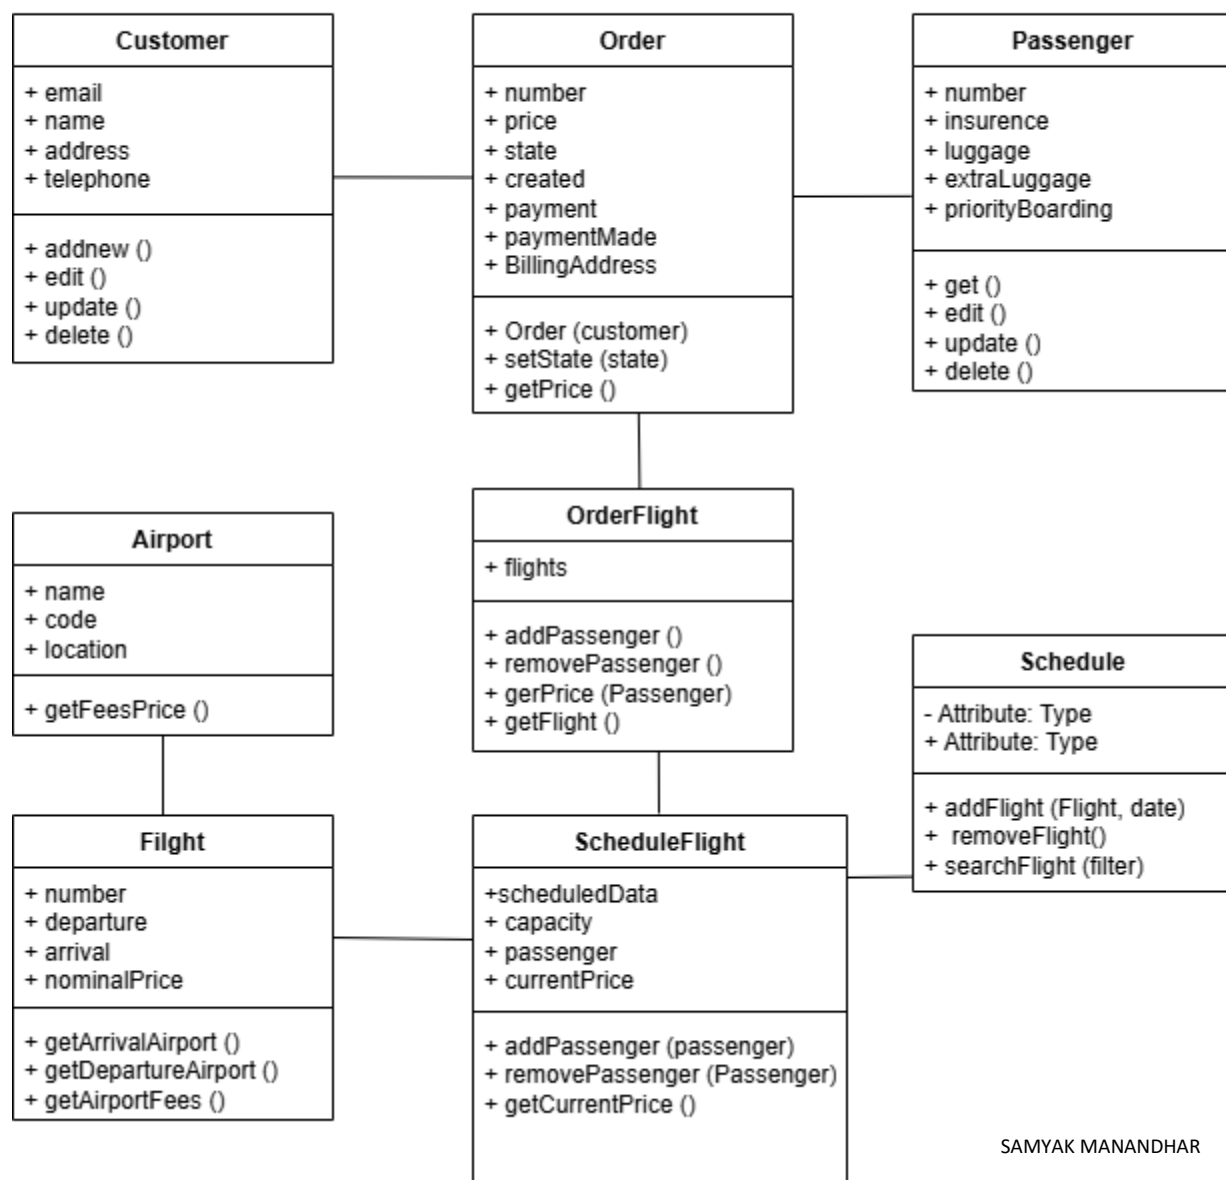 Customer
+ email
+ name
+ address
+ telephone
+ addnew ()
+ edit ()
+ update ()
+ delete ()
Order
+ number
+ price
+ state
+ created
+ payment
+ paymentMade
+ BillingAddress
+ Order (customer)
+ setState (state)
+ getPrice ()
Passenger
+ number
+ insurence
+ luggage
+ extraLuggage
+ priorityBoarding
+ get ()
+ edit ()
+ update ()
+ delete ()
Airport
+ name
+ code
+ location
+ getFeesPrice ()
OrderFlight
+ flights
+ addPassenger ()
+ removePassenger ()
+ gerPrice (Passenger)
+ getFlight ()
Schedule
- Attribute: Type
+ Attribute: Type
+ addFlight (Flight, date)
+ removeFlight()
+ searchFlight (filter)
Filght
+ number
+ departure
+ arrival
+ nominalPrice
+ getArrivalAirport ()
+ getDepartureAirport ()
+ getAirportFees ()
ScheduleFlight
+scheduledData
+ capacity
+ passenger
+ currentPrice
+ addPassenger (passenger)
+ removePassenger (Passenger)
+ getCurrentPrice ()
SAMYAK MANANDHAR